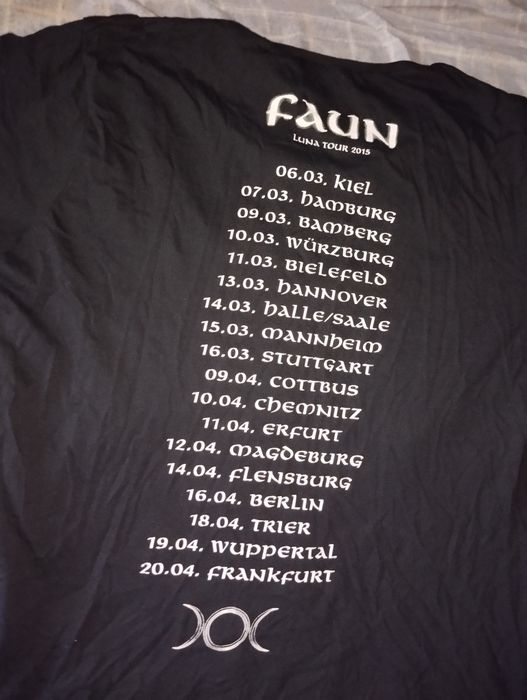 FAUN
LUNA TOUR 2015
06.03. KIEL
07.03. HAMBURG
09.03. BAMBERG
10.03. WÜRZBURG
11.03. BIELEFELD
13.03. HANNOVER
14.03. HALLE/SAALE
15.03. MANNHEIM
16.03. STUTTGART
09.04. COTTBUS
10.04. CHEMNITZ
11.04. ERFURT
12.04. MAGDEBURG
14.04. FLENSBURG
16.04. BERLIN
18.04. TRIER
19.04. WUPPERTAL
20.04. FRANKFURT